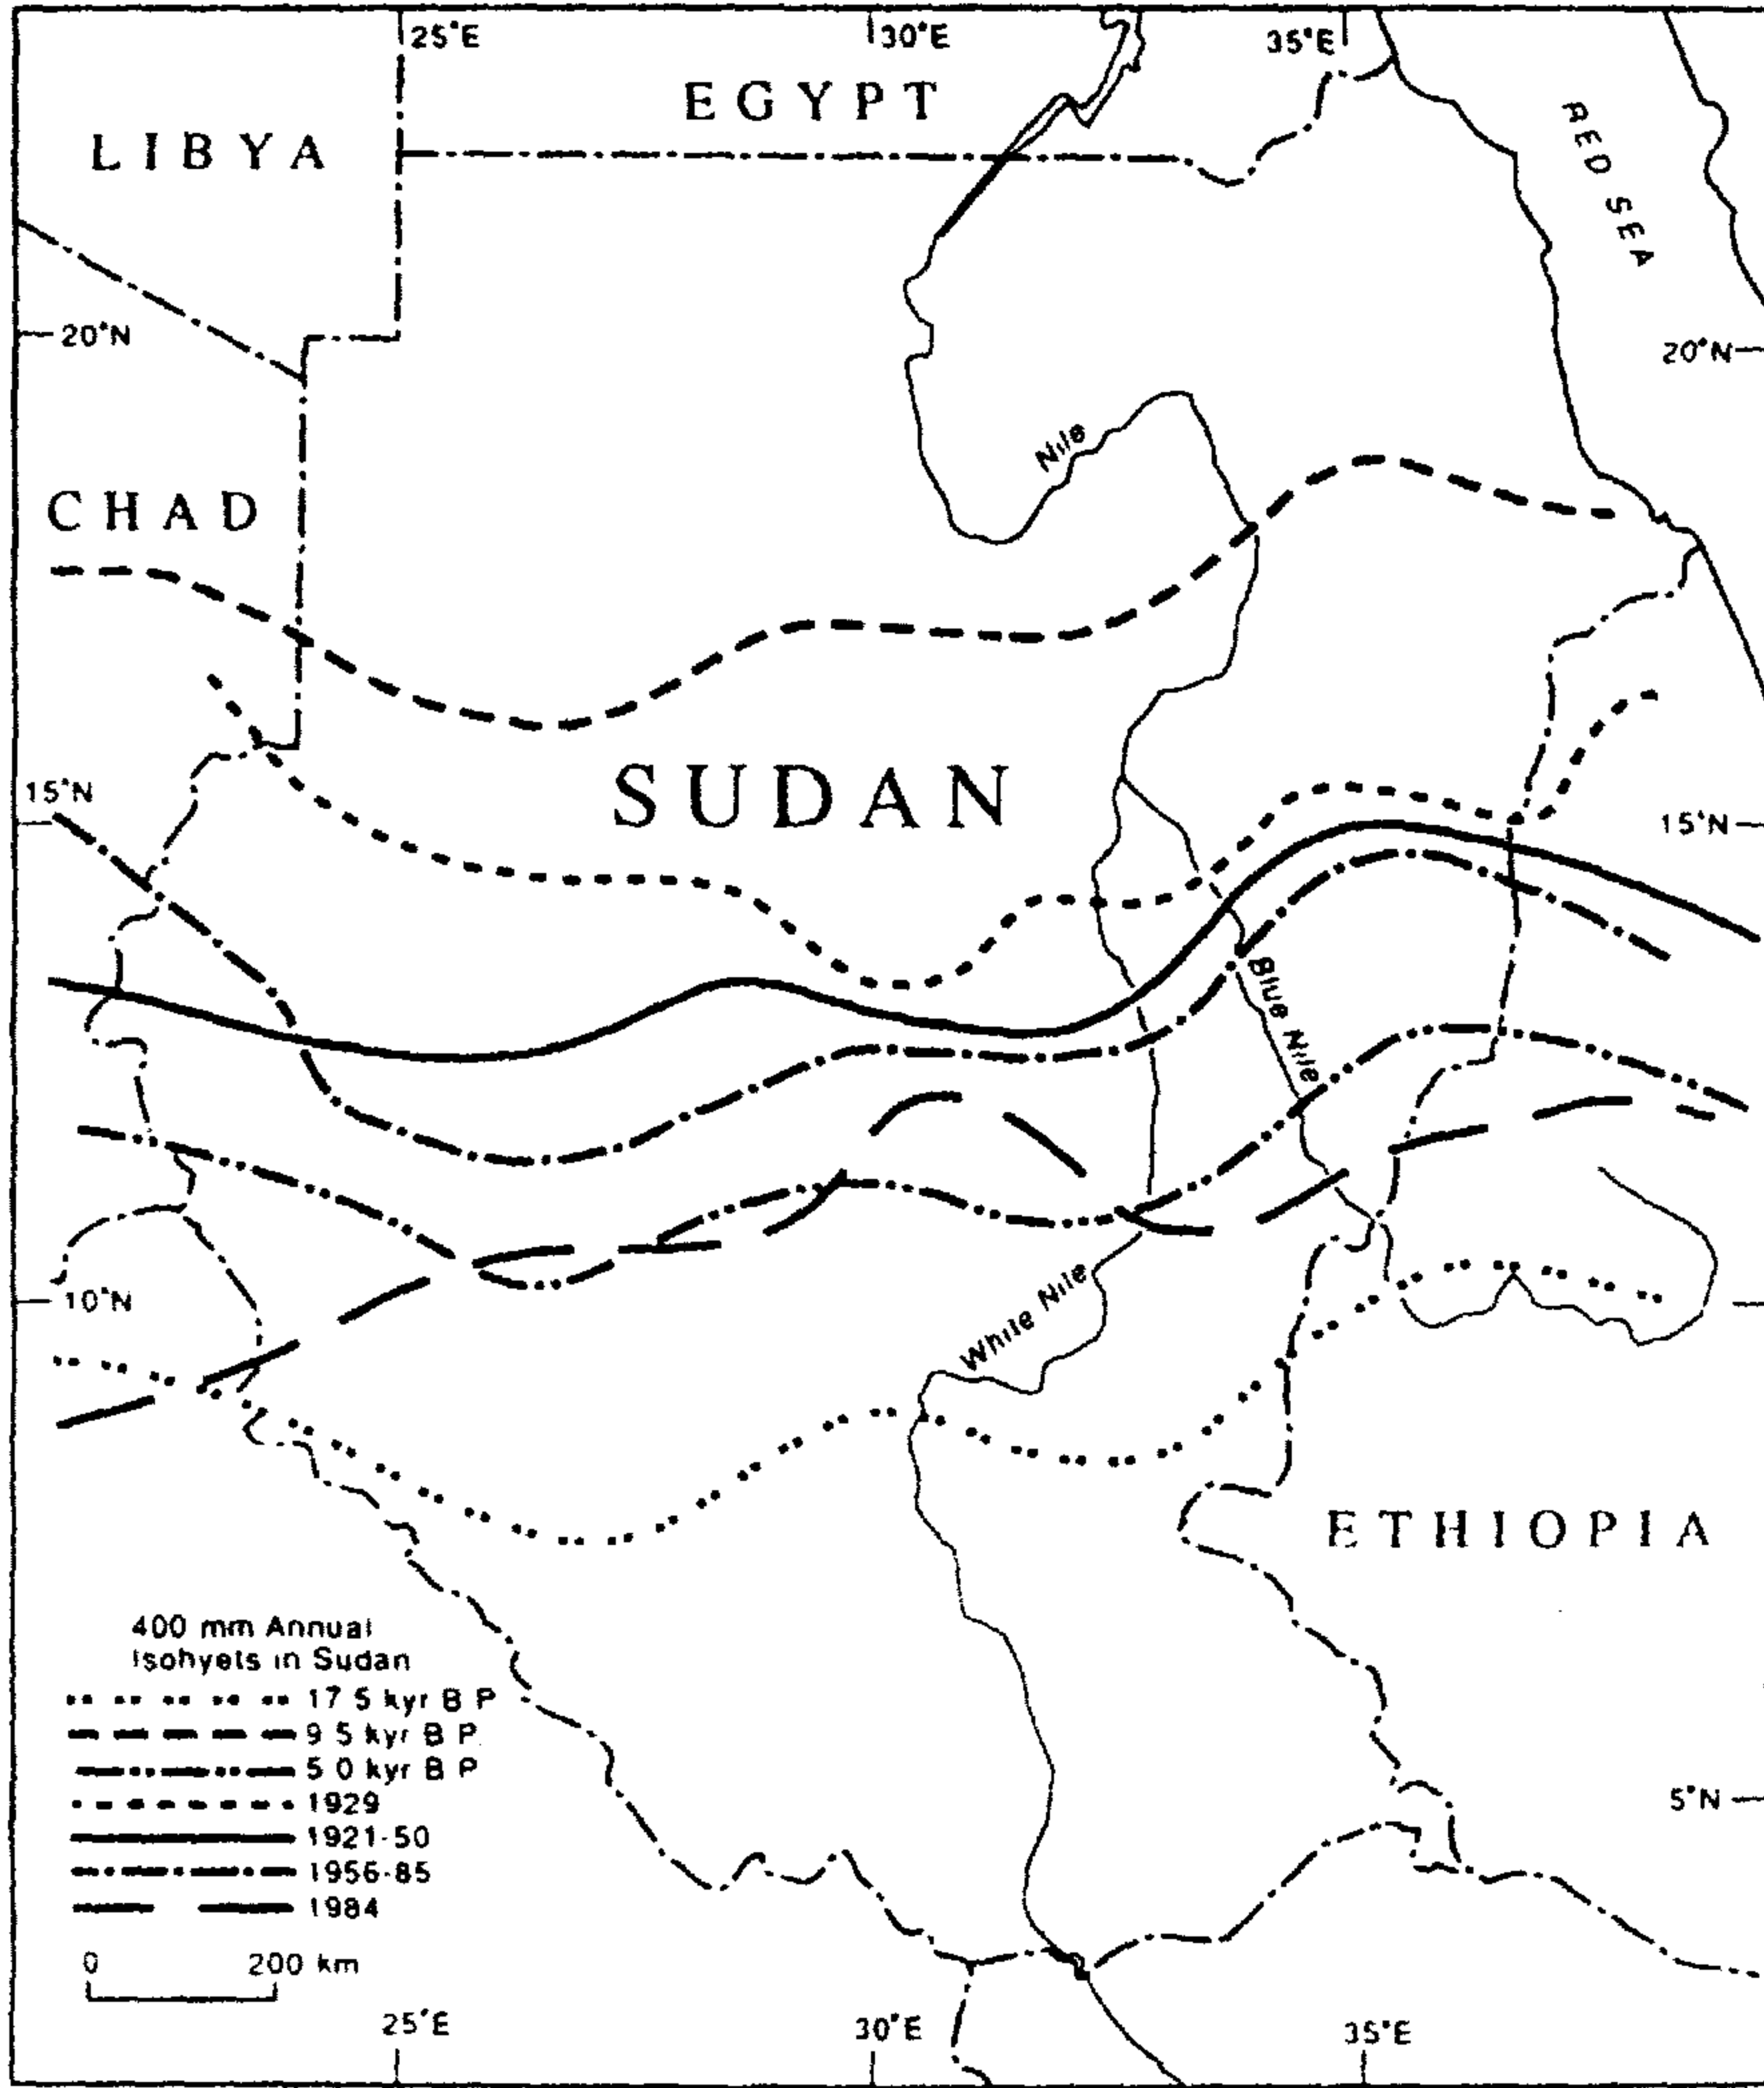 25°E
30°E
35°E
EGYPT
LIBYA
RED SEA
20°N
20°N
Nile
CHAD
SUDAN
15°N
15°N
Blue Nile
10°N
White Nile
ETHIOPIA
400 mm Annual
Isohyets in Sudan
17 5 kyr B P
9 5 kyr B P
5 0 kyr B P
1929
1921-50
1956-85
1984
5°N
0 200 km
25°E
30°E
35°E